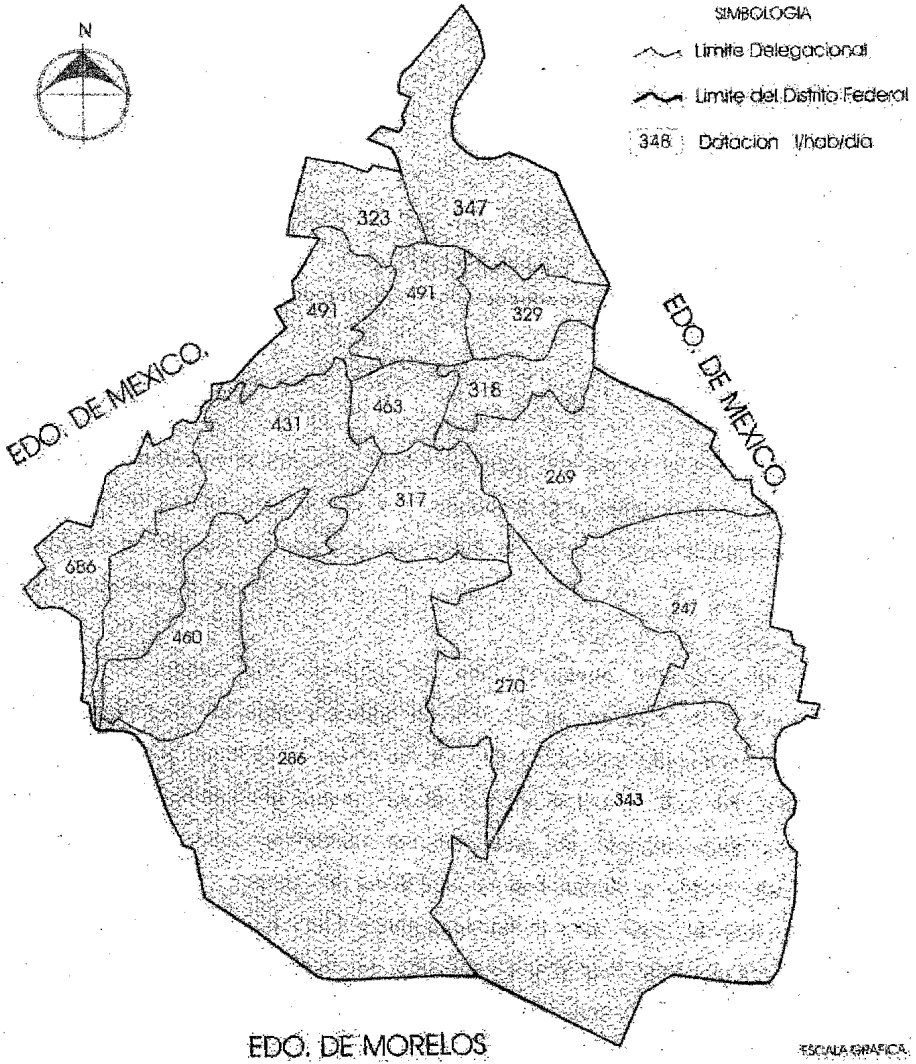 N
SIMBOLOGIA
Limite Delegacional
Limite del Distrito Federal
348 Dotacion l/hab/dia
347
323
491
491
329
EDO. DE MEXICO.
EDO. DE MEXICO.
318
463
431
269
317
686
247
460
270
286
343
EDO. DE MORELOS
ESCALA GRAFICA